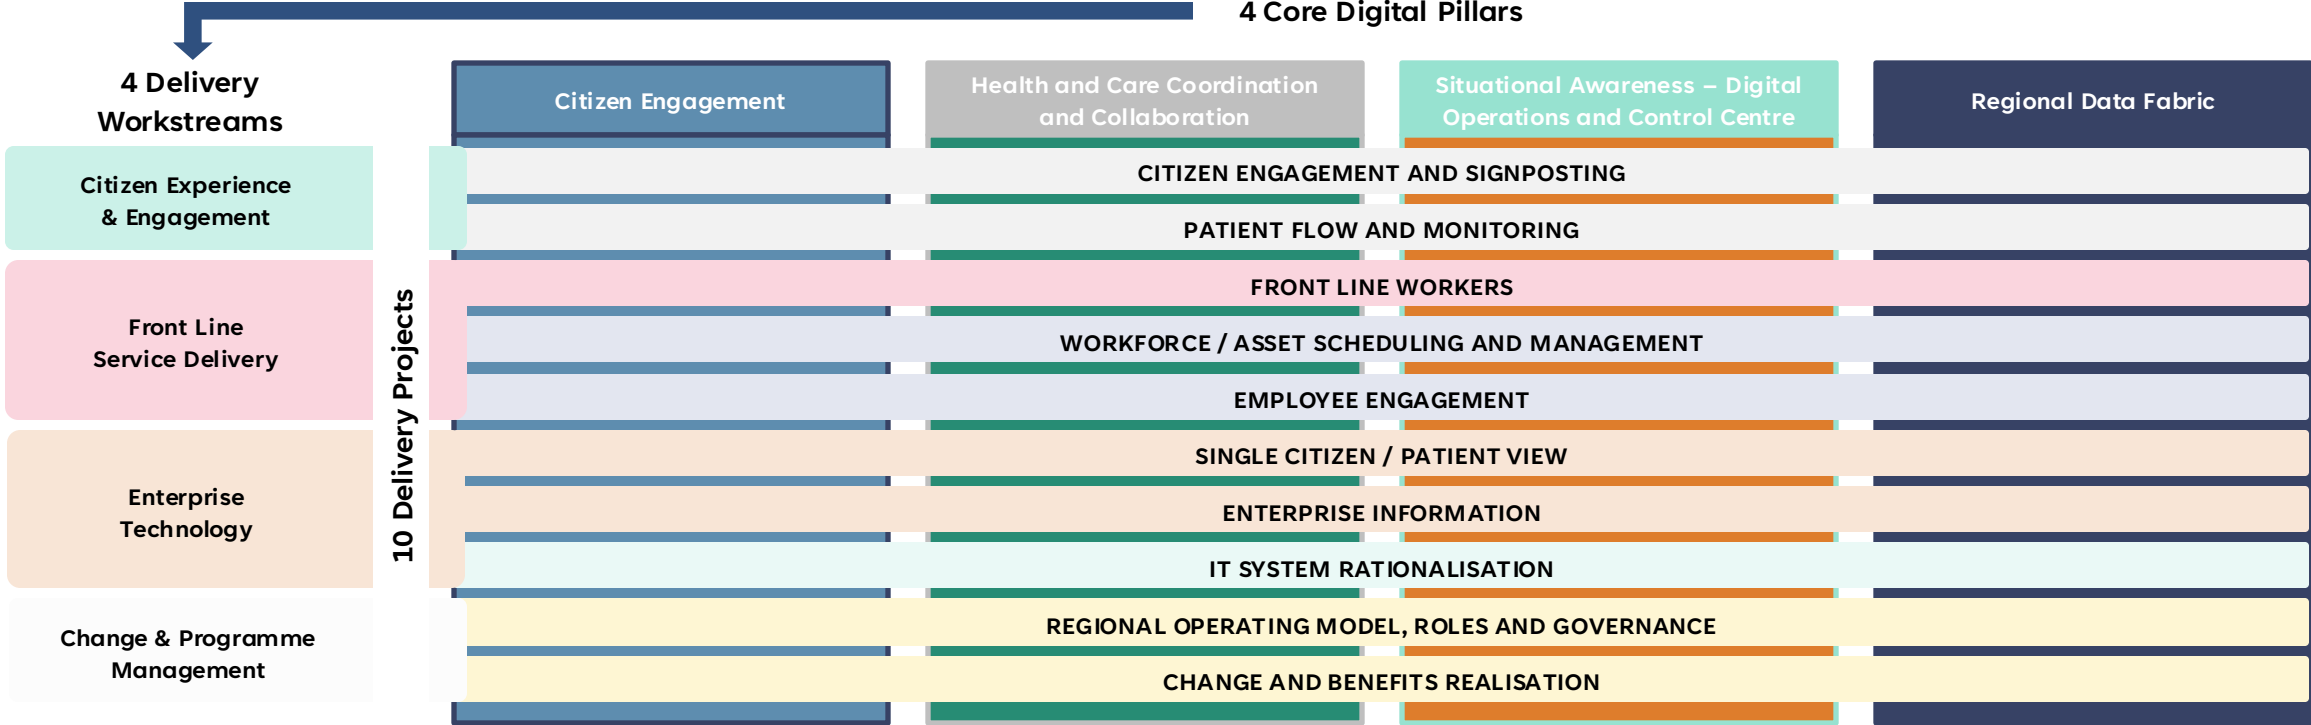 4 Core Digital Pillars
4 Delivery
Workstreams
Citizen Engagement
Health and Care Coordination
and Collaboration
Situational Awareness – Digital
Operations and Control Centre
Regional Data Fabric
10 Delivery Projects
Citizen Experience
& Engagement
CITIZEN ENGAGEMENT AND SIGNPOSTING
PATIENT FLOW AND MONITORING
Front Line
Service Delivery
FRONT LINE WORKERS
WORKFORCE / ASSET SCHEDULING AND MANAGEMENT
EMPLOYEE ENGAGEMENT
Enterprise
Technology
SINGLE CITIZEN / PATIENT VIEW
ENTERPRISE INFORMATION
IT SYSTEM RATIONALISATION
Change & Programme
Management
REGIONAL OPERATING MODEL, ROLES AND GOVERNANCE
CHANGE AND BENEFITS REALISATION